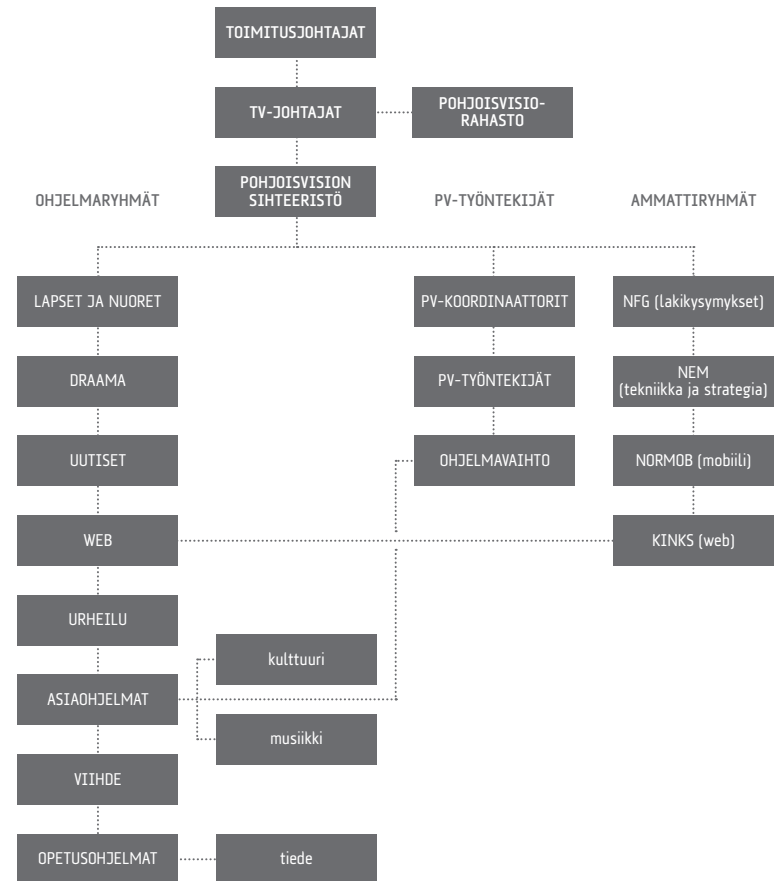 TOIMITUSJOHTAJAT
TV-JOHTAJAT
POHJOISVISIO-
RAHASTO
POHJOISVISION
SIHTEERISTÖ
OHJELMARYHMÄT
PV-TYÖNTEKIJÄT
AMMATTIRYHMÄT
LAPSET JA NUORET
PV-KOORDINAATTORIT
NFG (lakikysymykset)
DRAAMA
PV-TYÖNTEKIJÄT
NEM
(tekniikka ja strategia)
UUTISET
OHJELMAVAIHTO
NORMOB (mobiili)
WEB
KINKS (web)
URHEILU
kulttuuri
ASIAOHJELMAT
musiikki
VIIHDE
OPETUSOHJELMAT
tiede